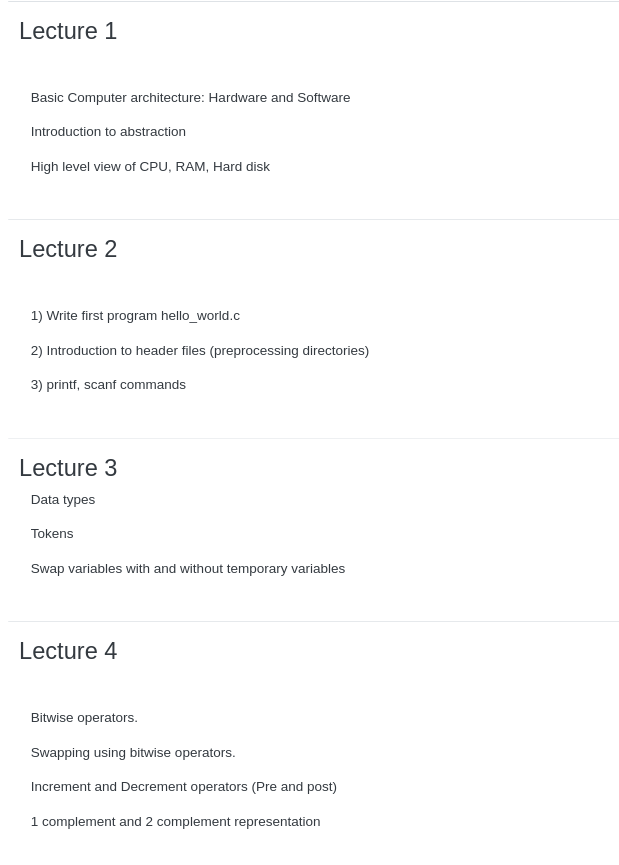 Lecture 1
Basic Computer architecture: Hardware and Software
Introduction to abstraction
High level view of CPU, RAM, Hard disk
Lecture 2
1) Write first program hello_world.c
2) Introduction to header files (preprocessing directories)
3) printf, scanf commands
Lecture 3
Data types
Tokens
Swap variables with and without temporary variables
Lecture 4
Bitwise operators.
Swapping using bitwise operators.
Increment and Decrement operators (Pre and post)
1 complement and 2 complement representation